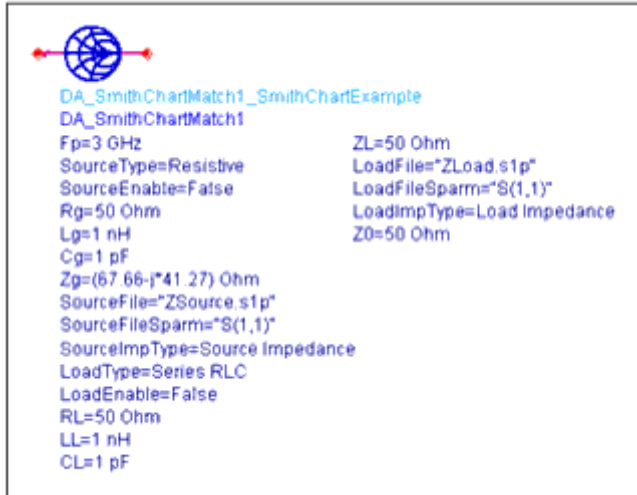 DA_SmithChartMatch1_SmithChartExample
DA_SmithChartMatch1
Fp=3 GHz
SourceType=Resistive
SourceEnable=False
Rg=50 Ohm
Lg=1 nH
Cg=1 pF
Zg=(67.66-j*41.27) Ohm
SourceFile="ZSource.s1p"
SourceFileSparm="S(1,1)"
SourceImpType=Source Impedance
LoadType=Series RLC
LoadEnable=False
RL=50 Ohm
LL=1 nH
CL=1 pF
ZL=50 Ohm
LoadFile="ZLoad.s1p"
LoadFileSparm="S(1,1)"
LoadImpType=Load Impedance
Z0=50 Ohm